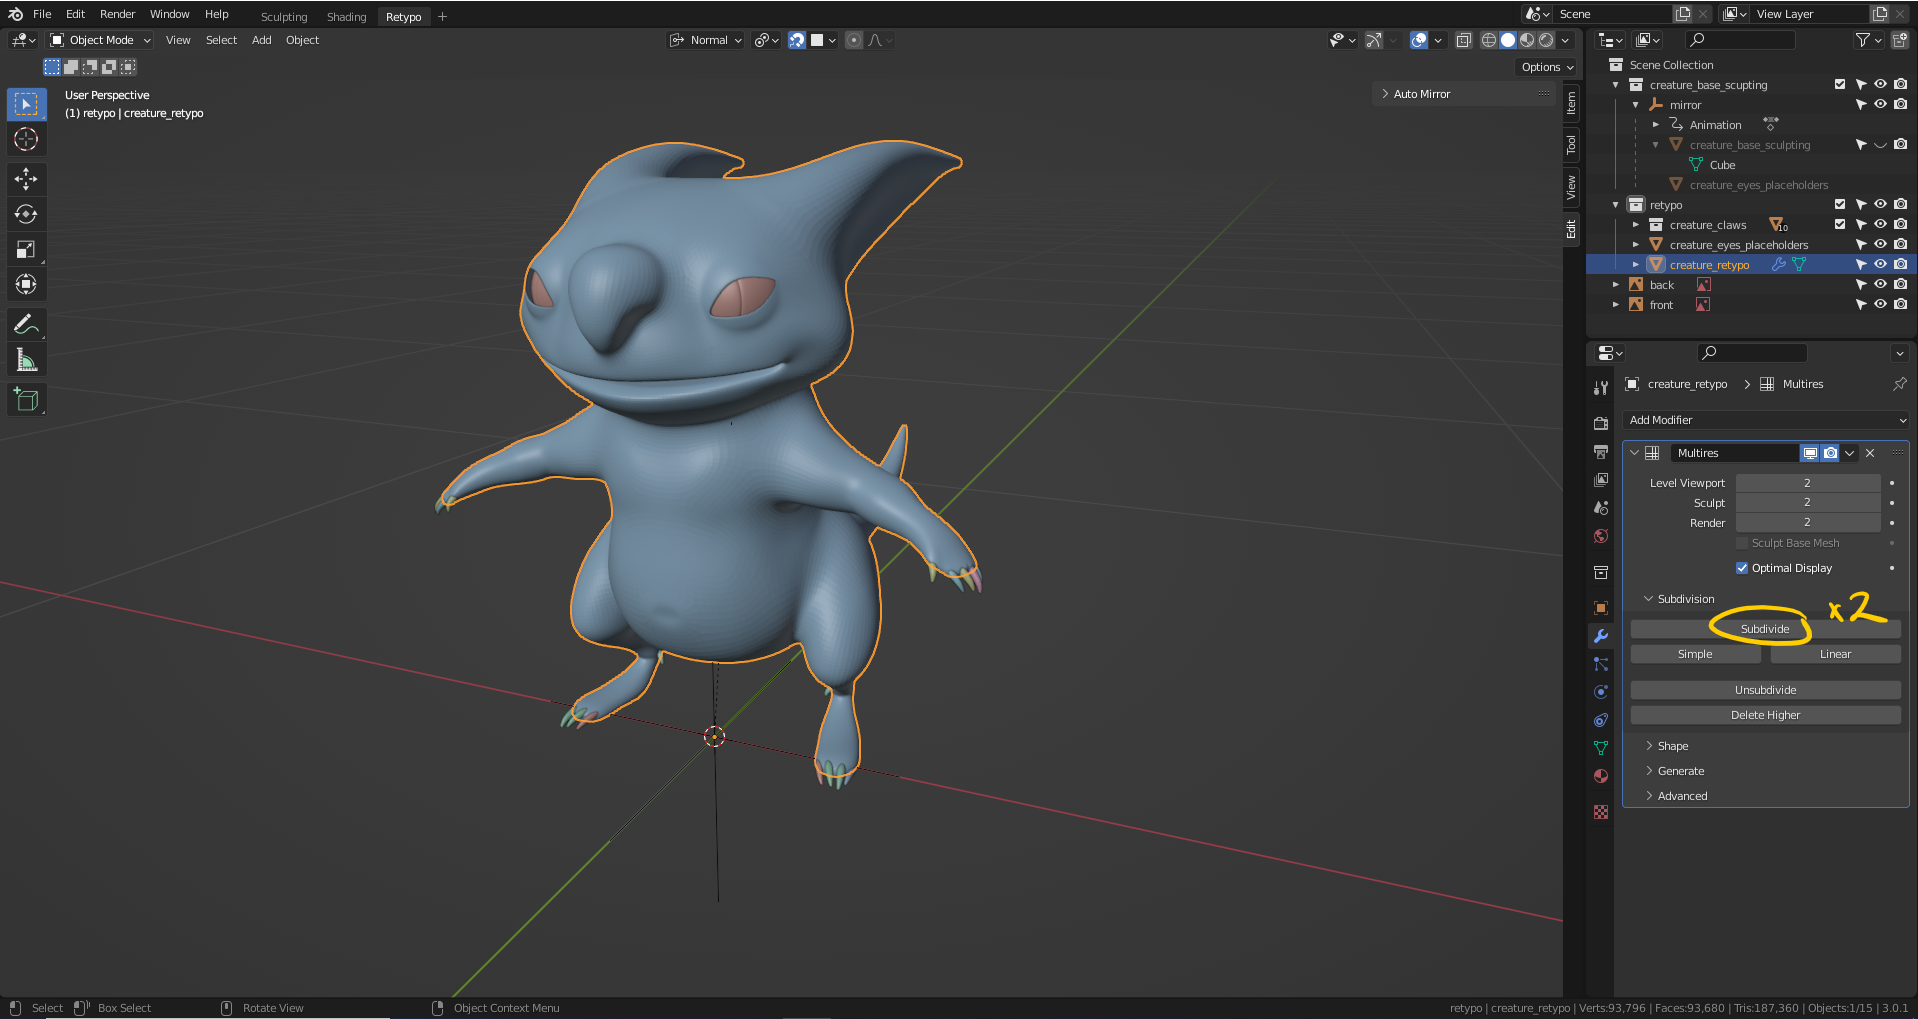 File Edit Render Window Help Sculpting Shading Retypo + Scene View Layer
Object Mode View Select Add Object Normal
Options
User Perspective
(1) retypo | creature_retypo
Auto Mirror
Item
Tool
View
Edit
Scene Collection
creature_base_scupting
mirror
Animation
creature_base_sculpting
Cube
creature_eyes_placeholders
retypo
creature_claws 10
creature_eyes_placeholders
creature_retypo
back
front
creature_retypo > Multires
Add Modifier
Multires
Level Viewport 2
Sculpt 2
Render 2
Sculpt Base Mesh
Optimal Display
Subdivision
x2
Subdivide
Simple Linear
Unsubdivide
Delete Higher
Shape
Generate
Advanced
Select Box Select Rotate View Object Context Menu retypo | creature_retypo | Verts:93,796 | Faces:93,680 | Tris:187,360 | Objects:1/15 | 3.0.1